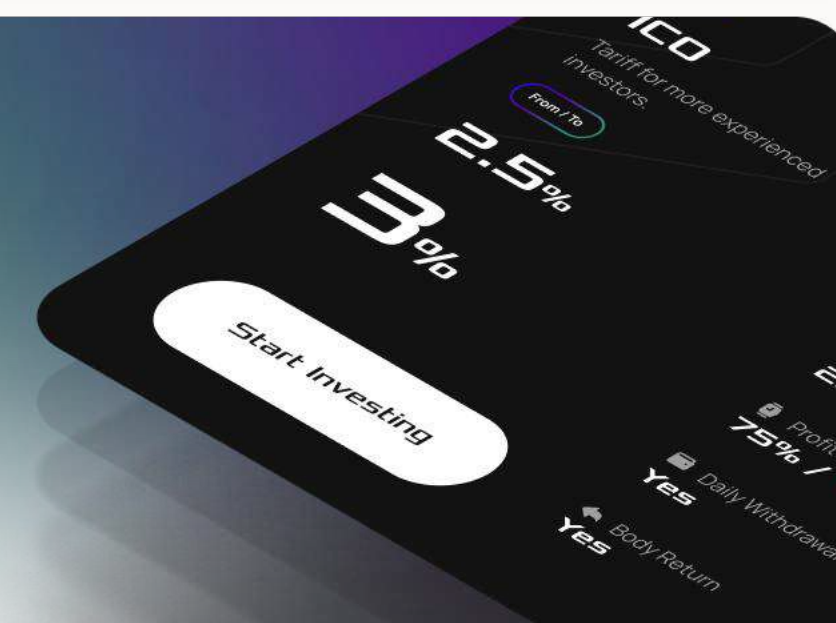 ICO
Tariff for more experienced
investors.
From / To
2.5%
3%
Start Investing
Profit
75% /
Daily Withdrawal
Yes
Body Return
Yes